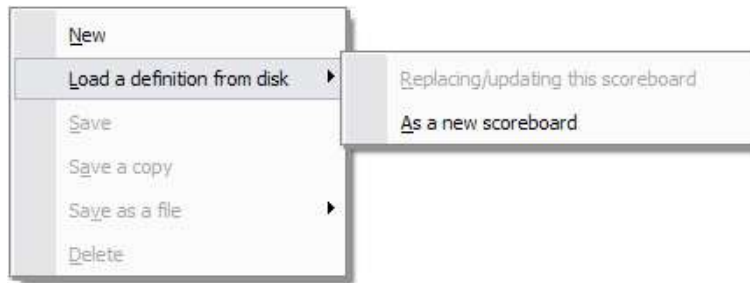 New
Load a definition from disk
Replacing/updating this scoreboard
As a new scoreboard
Save
Save a copy
Save as a file
Delete